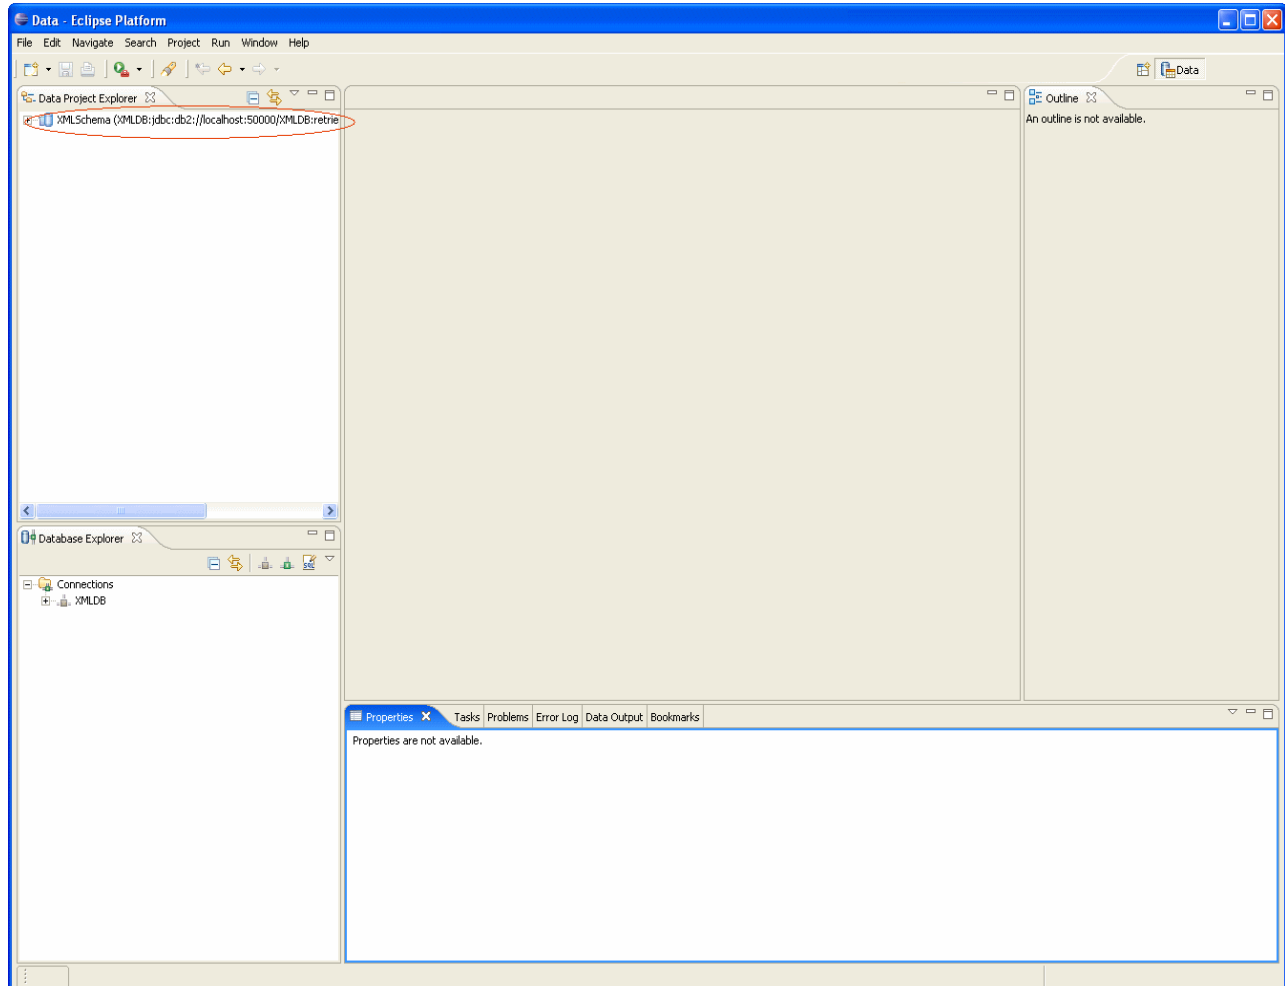 Data - Eclipse Platform
File Edit Navigate Search Project Run Window Help
Data
Data Project Explorer
XMLSchema (XMLDB:jdbc:db2://localhost:50000/XMLDB:retrie
Outline
An outline is not available.
Database Explorer
SQL
Connections
XMLDB
Properties Tasks Problems Error Log Data Output Bookmarks
Properties are not available.